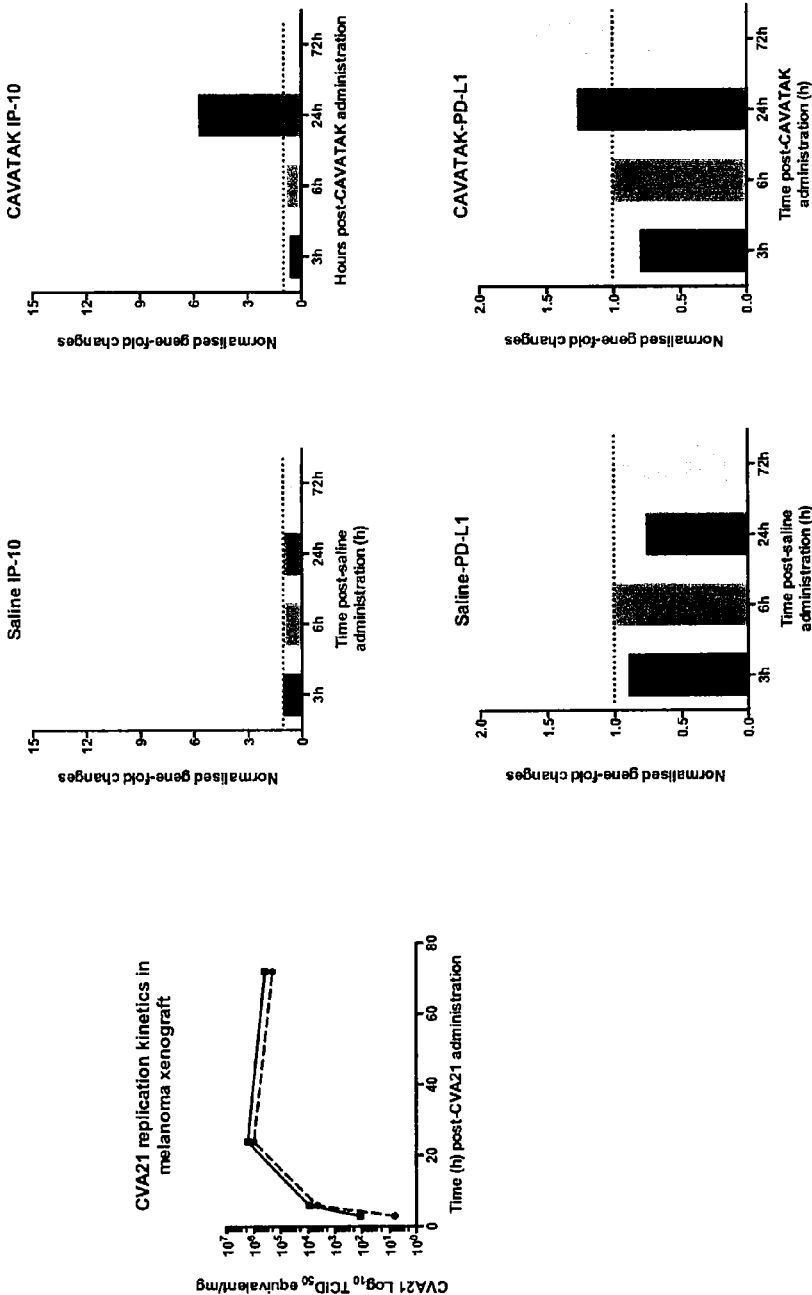 CVA21 replication kinetics in
melanoma xenograft
CVA21 Log10 TCID50 equivalent/mg
10^7
10^6
10^5
10^4
10^3
10^2
10^1
10^0
0
20
40
60
80
Time (h) post-CVA21 administration
Saline IP-10
Normalised gene-fold changes
15
12
9
6
3
0
3h
6h
24h
72h
Time post-saline
administration (h)
CAVATAK IP-10
Normalised gene-fold changes
15
12
9
6
3
0
3h
6h
24h
72h
Hours post-CAVATAK administration
Saline-PD-L1
Normalised gene-fold changes
2.0
1.5
1.0
0.5
0.0
3h
6h
24h
72h
Time post-saline
administration (h)
CAVATAK-PD-L1
Normalised gene-fold changes
2.0
1.5
1.0
0.5
0.0
3h
6h
24h
72h
Time post-CAVATAK
administration (h)